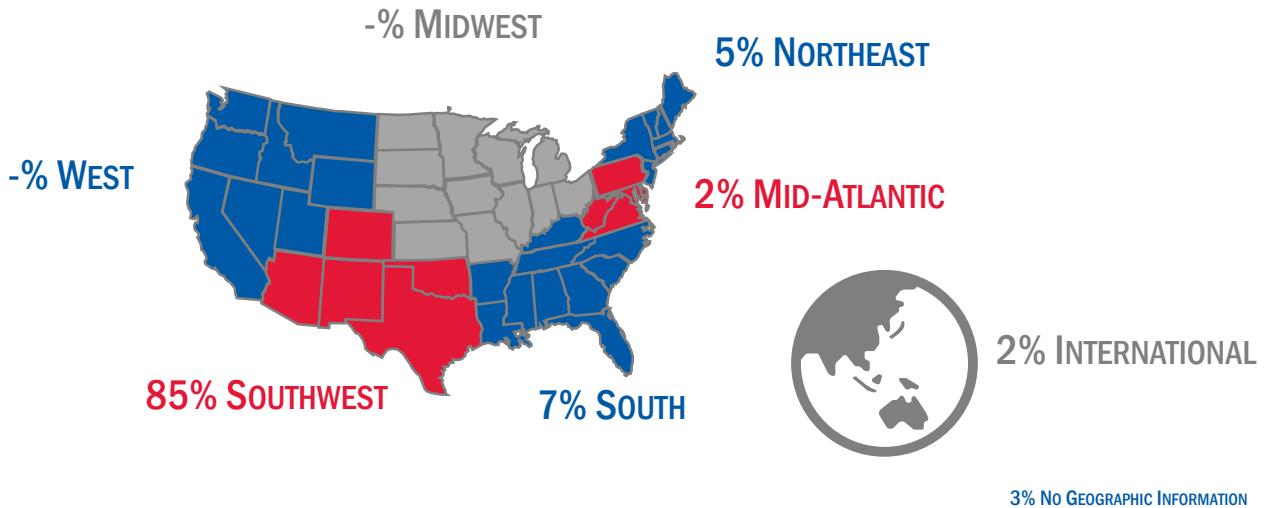 -% MIDWEST
5% NORTHEAST
-% WEST
2% MID-ATLANTIC
2% INTERNATIONAL
85% SOUTHWEST
7% SOUTH
3% NO GEOGRAPHIC INFORMATION